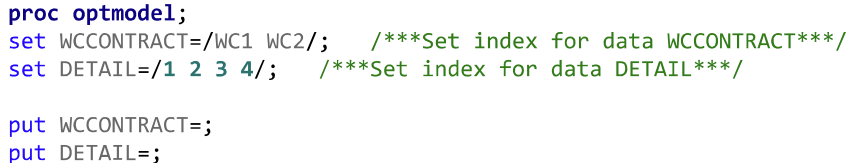 proc optmodel;
set WCCONTRACT=/WC1 WC2/;   /***Set index for data WCCONTRACT***/
set DETAIL=/1 2 3 4/;   /***Set index for data DETAIL***/
put WCCONTRACT=;
put DETAIL=;